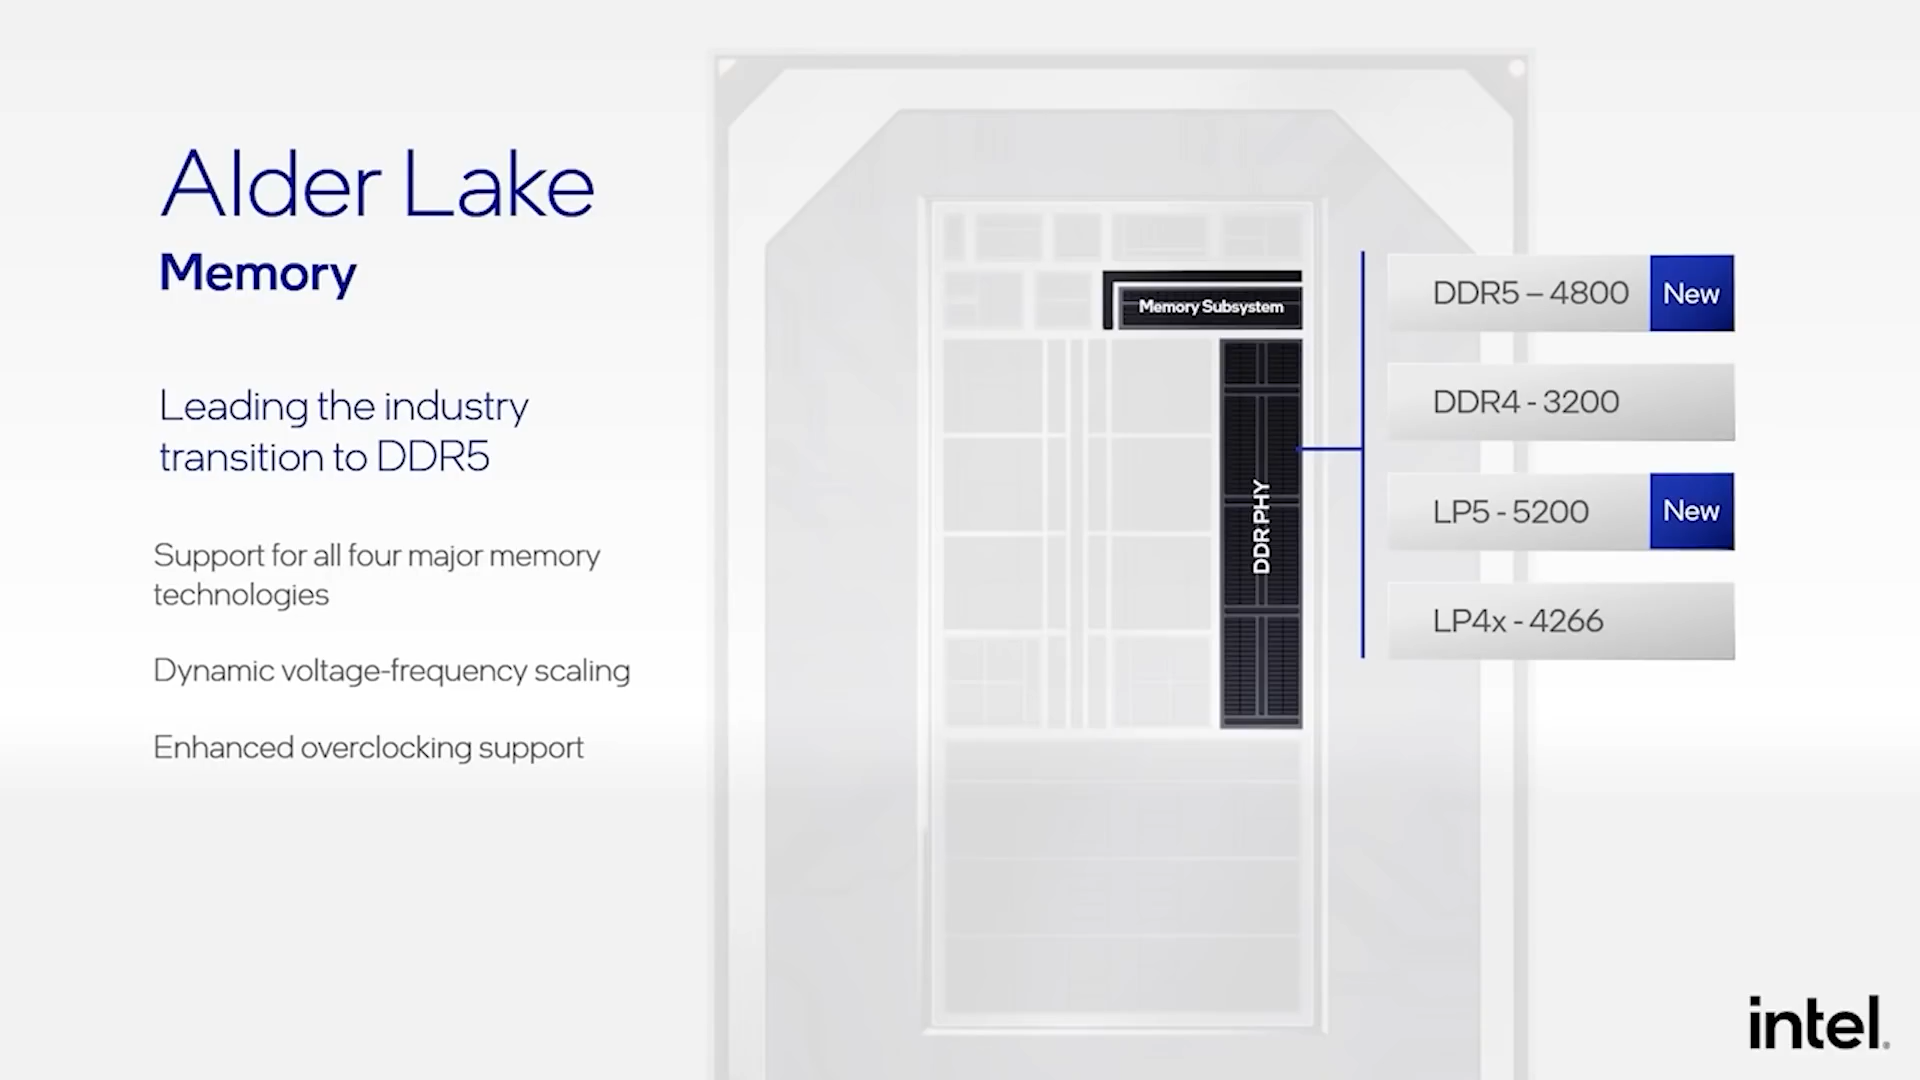 Alder Lake
Memory
Leading the industry
transition to DDR5
Support for all four major memory
technologies
Dynamic voltage-frequency scaling
Enhanced overclocking support
Memory Subsystem
DDR PHY
DDR5 – 4800 New
DDR4 - 3200
LP5 - 5200 New
LP4x - 4266
intel.